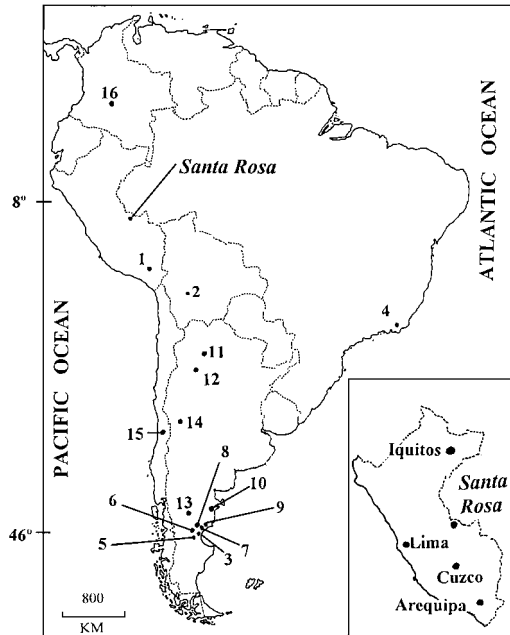 16
Santa Rosa
8°
1
2
4
11
12
14
15
8
10
6
13
9
5
3
7
46°
800
KM
PACIFIC OCEAN
ATLANTIC OCEAN
Iquitos
Santa
Rosa
Lima
Cuzco
Arequipa